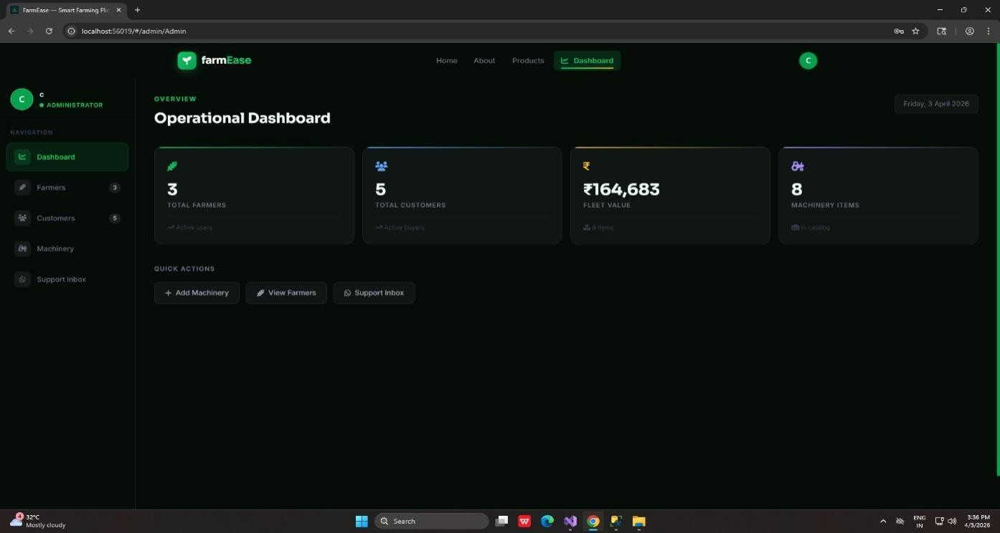 FarmEase — Smart Farming Pla
localhost:56019/#/admin/Admin
farmEase
Home
About
Products
Dashboard
C
C
c
ADMINISTRATOR
NAVIGATION
Dashboard
Farmers
3
Customers
5
Machinery
Support Inbox
OVERVIEW
Operational Dashboard
Friday, 3 April 2026
3
TOTAL FARMERS
Active users
5
TOTAL CUSTOMERS
Active buyers
₹
₹164,683
FLEET VALUE
8 items
8
MACHINERY ITEMS
In catalog
QUICK ACTIONS
+ Add Machinery
View Farmers
Support Inbox
4
32°C
Mostly cloudy
Search
W
ENG
IN
3:36 PM
4/3/2026